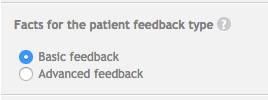 Facts for the patient feedback type ?
Basic feedback
Advanced feedback